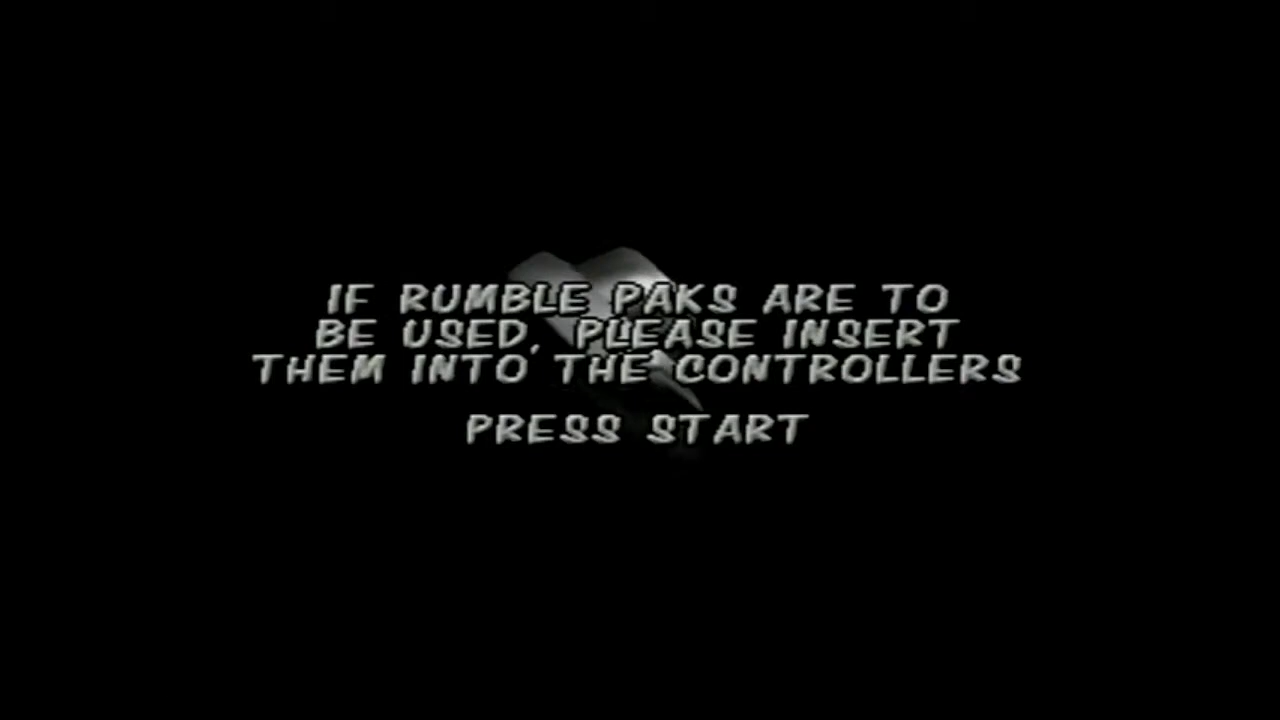 IF RUMBLE PAKS ARE TO
BE USED, PLEASE INSERT
THEM INTO THE CONTROLLERS
PRESS START